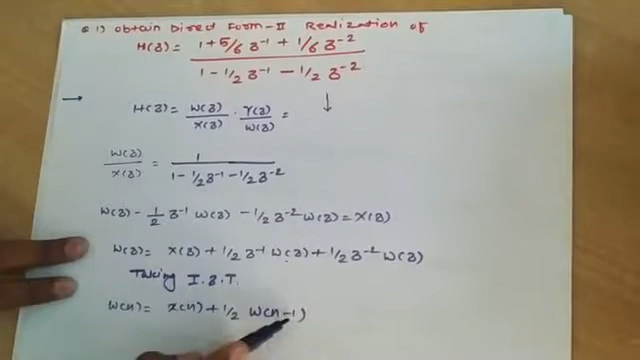 Q 1) obtain Direct Form-II Realization of
H(z) = 1 + 5/6 z⁻¹ + 1/6 z⁻² / 1 - 1/2 z⁻¹ - 1/2 z⁻²
→ H(z) = W(z)/X(z) · Y(z)/W(z) = ↓
W(z)/X(z) = 1 / 1 - 1/2 z⁻¹ - 1/2 z⁻²
W(z) - 1/2 z⁻¹ W(z) - 1/2 z⁻² W(z) = X(z)
W(z) = X(z) + 1/2 z⁻¹ W(z) + 1/2 z⁻² W(z)
Taking I.Z.T.
W(n) = x(n) + 1/2 W(n-1)